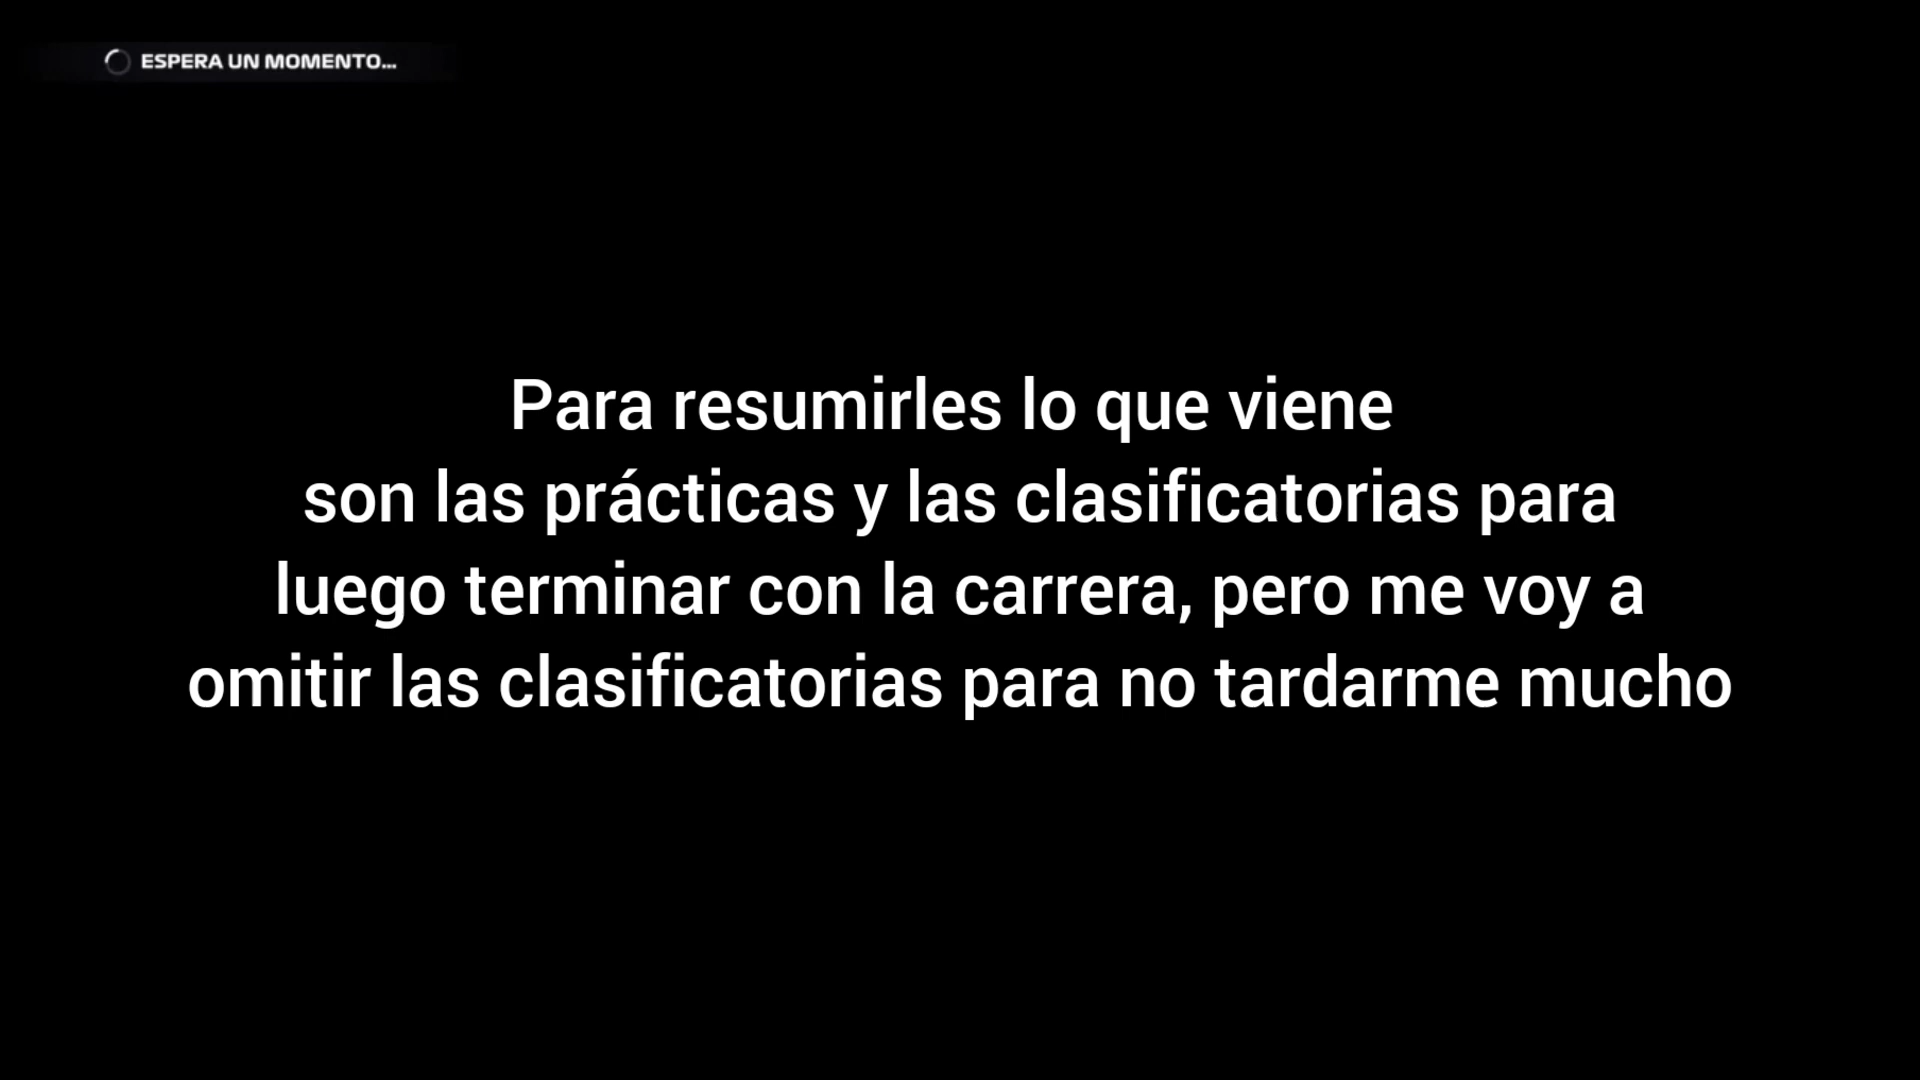 ESPERA UN MOMENTO...
Para resumirles lo que viene
son las prácticas y las clasificatorias para
luego terminar con la carrera, pero me voy a
omitir las clasificatorias para no tardarme mucho